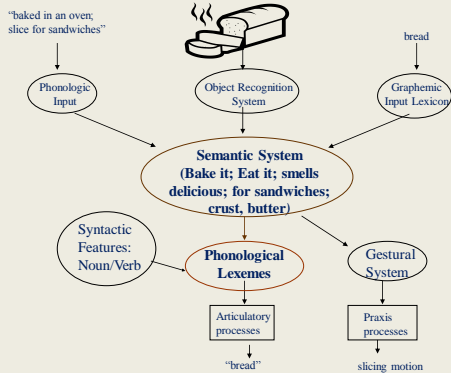 “baked in an oven;
slice for sandwiches”
bread
Phonologic
Input
Object Recognition
System
Graphemic
Input Lexicon
Semantic System
(Bake it; Eat it; smells
delicious; for sandwiches;
crust, butter)
Syntactic
Features:
Noun/Verb
Phonological
Lexemes
Gestural
System
Articulatory
processes
Praxis
processes
“bread”
slicing motion